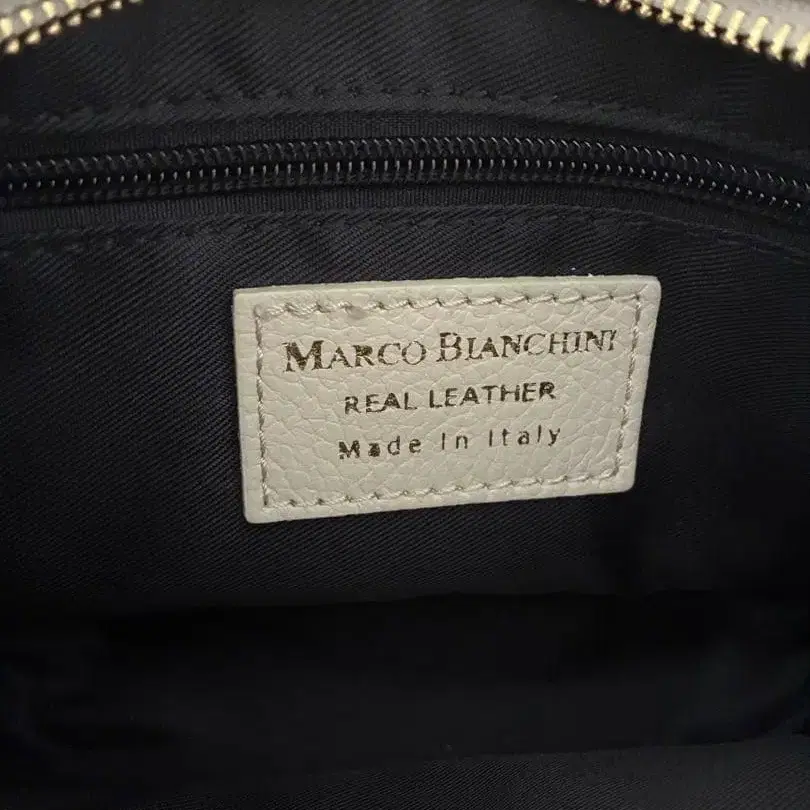 MARCO BIANCHINI
REAL LEATHER
Made in Italy